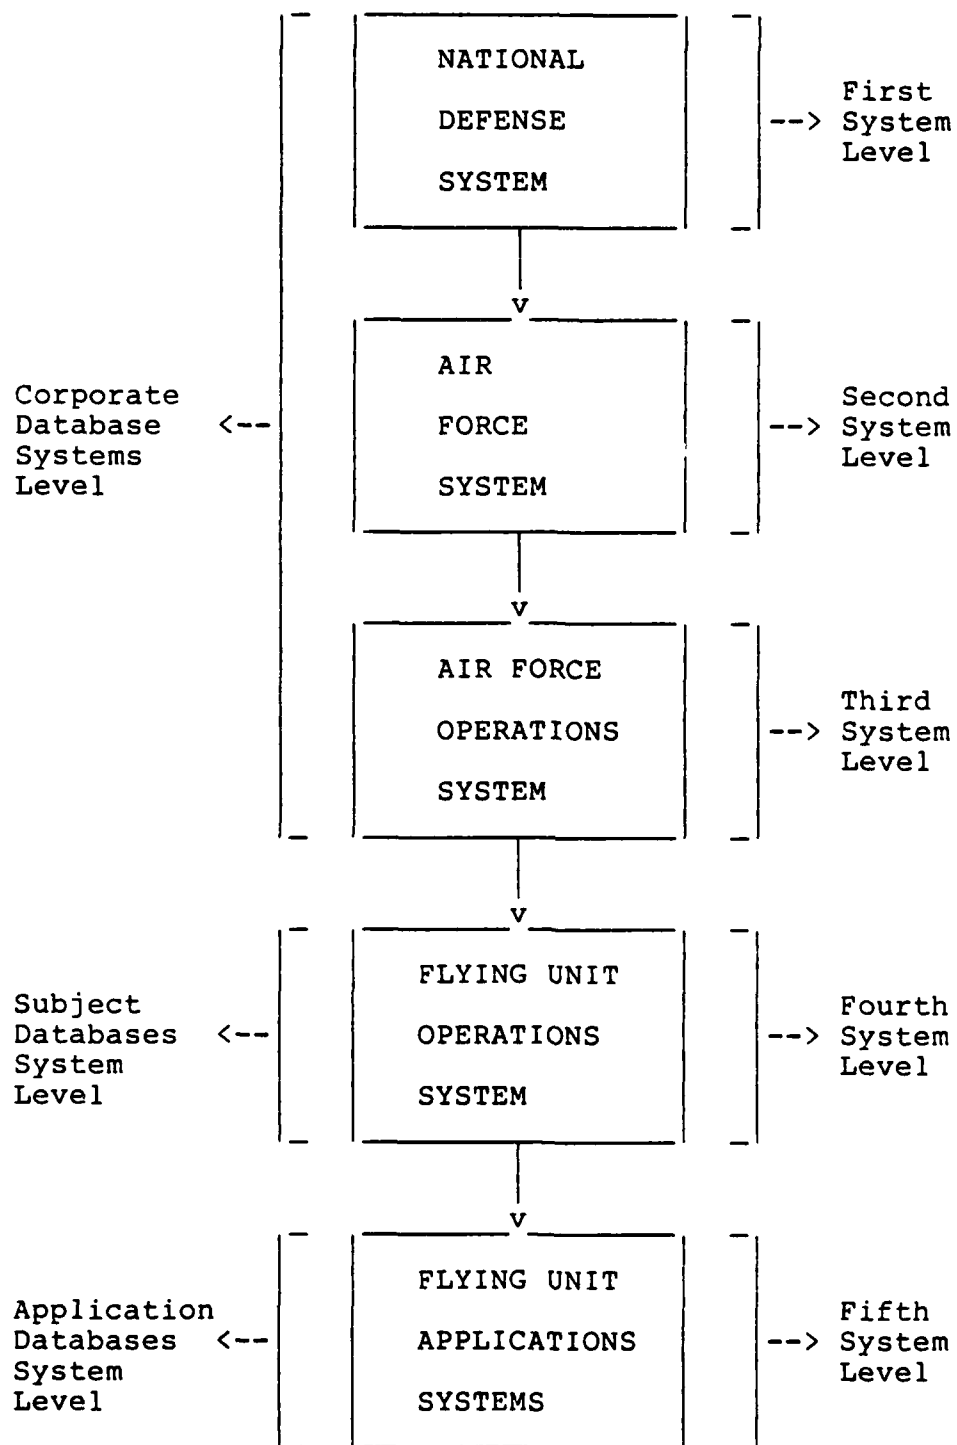 NATIONAL
DEFENSE
SYSTEM
--> First
System
Level
AIR
FORCE
SYSTEM
Corporate
Database <--
Systems
Level
Second
--> System
Level
AIR FORCE
OPERATIONS
SYSTEM
Third
--> System
Level
FLYING UNIT
OPERATIONS
SYSTEM
Subject
Databases <--
System
Level
Fourth
--> System
Level
FLYING UNIT
APPLICATIONS
SYSTEMS
Application
Databases <--
System
Level
Fifth
--> System
Level